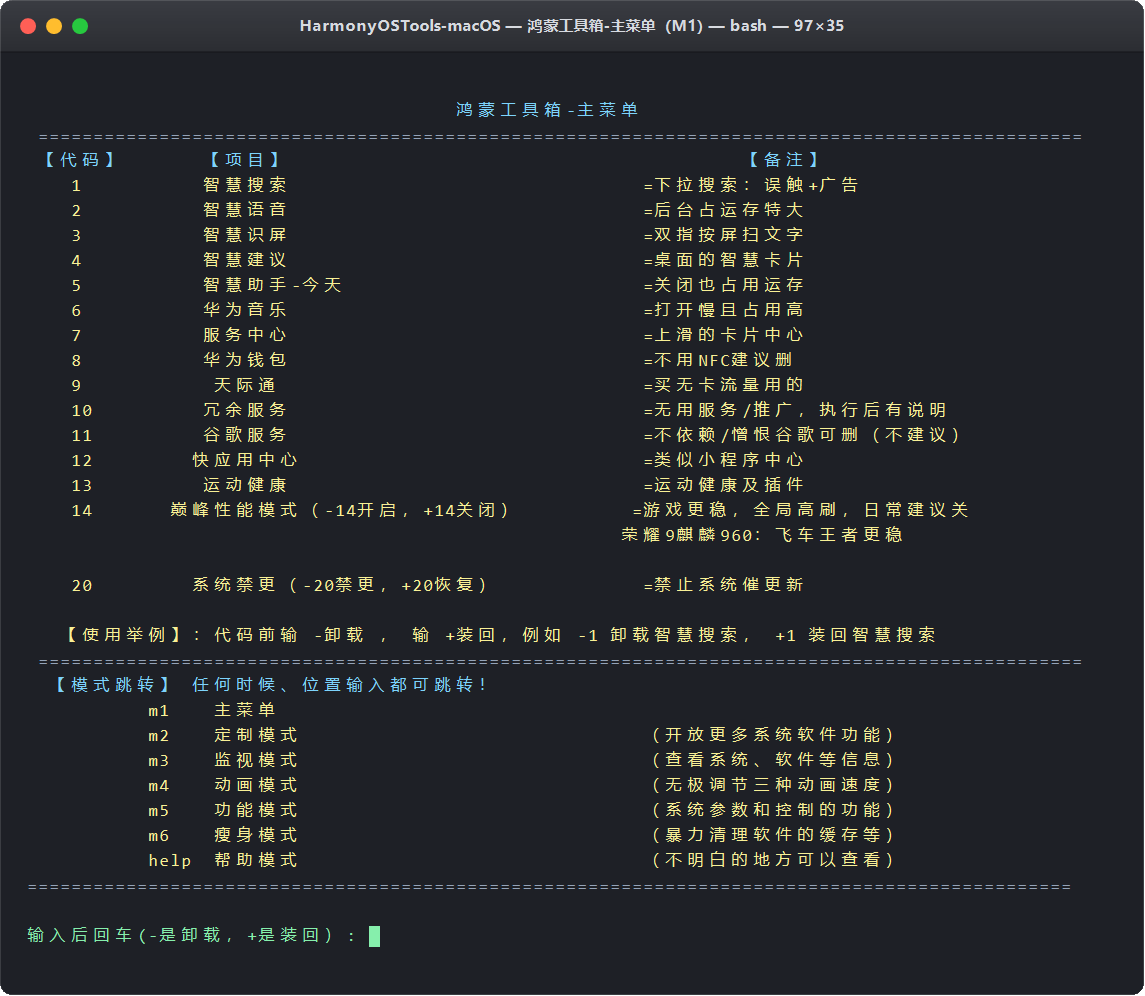 HarmonyOSTools-macOS — 鸿蒙工具箱-主菜单（M1）— bash — 97×35
鸿蒙工具箱-主菜单
===============================================================================================
【代码】 【项目】 【备注】
1 智慧搜索 =下拉搜索：误触+广告
2 智慧语音 =后台占运存特大
3 智慧识屏 =双指按屏扫文字
4 智慧建议 =桌面的智慧卡片
5 智慧助手-今天 =关闭也占用运存
6 华为音乐 =打开慢且占用高
7 服务中心 =上滑的卡片中心
8 华为钱包 =不用NFC建议删
9 天际通 =买无卡流量用的
10 冗余服务 =无用服务/推广，执行后有说明
11 谷歌服务 =不依赖/憎恨谷歌可删（不建议）
12 快应用中心 =类似小程序中心
13 运动健康 =运动健康及插件
14 巅峰性能模式（-14开启，+14关闭） =游戏更稳，全局高刷，日常建议关
荣耀9麒麟960：飞车王者更稳
20 系统禁更（-20禁更，+20恢复） =禁止系统催更新
【使用举例】：代码前输 -卸载 ， 输 +装回，例如 -1 卸载智慧搜索， +1 装回智慧搜索
===============================================================================================
【模式跳转】 任何时候、位置输入都可跳转！
m1 主菜单
m2 定制模式 （开放更多系统软件功能）
m3 监视模式 （查看系统、软件等信息）
m4 动画模式 （无极调节三种动画速度）
m5 功能模式 （系统参数和控制的功能）
m6 瘦身模式 （暴力清理软件的缓存等）
help 帮助模式 （不明白的地方可以查看）
===============================================================================================
输入后回车(-是卸载，+是装回）：